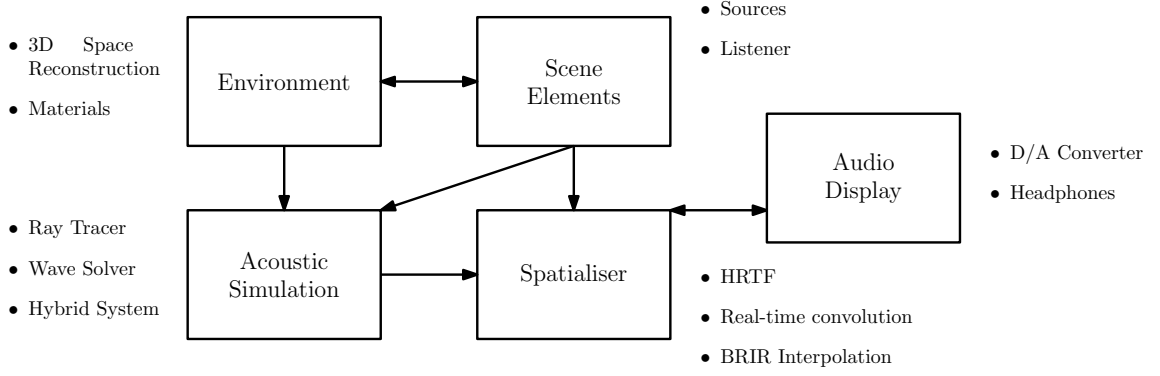 • Sources
• Listener
• 3D Space
Reconstruction
• Materials
Environment
Scene
Elements
Audio
Display
• D/A Converter
• Headphones
• Ray Tracer
• Wave Solver
• Hybrid System
Acoustic
Simulation
Spatialiser
• HRTF
• Real-time convolution
• BRIR Interpolation